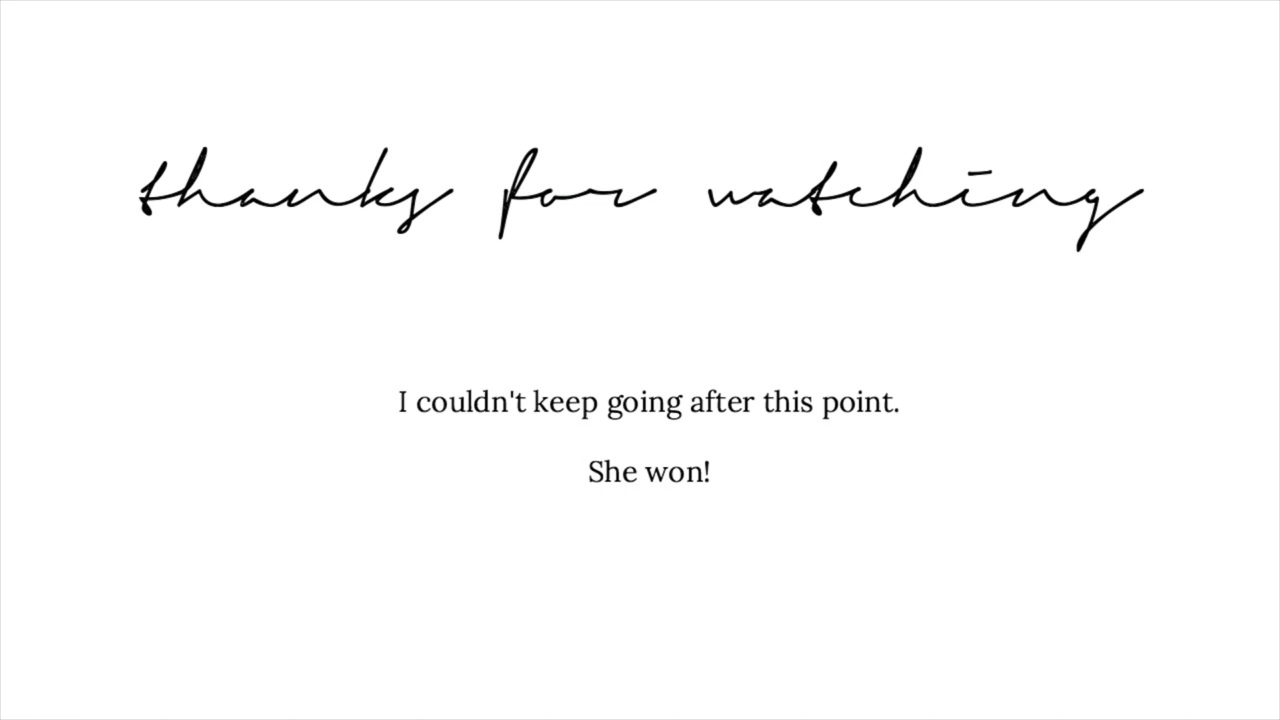 thanks for watching
I couldn't keep going after this point.
She won!